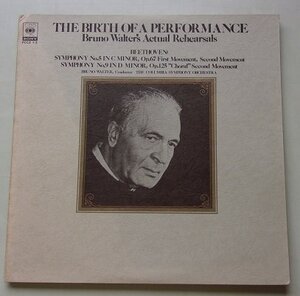 THE BIRTH OF A PERFORMANCE
Bruno Walter's Actual Rehearsals
BEETHOVEN:
SYMPHONY No.5 IN C MINOR, Op.67 First Movement, Second Movement
SYMPHONY No.9 IN D MINOR, Op.125 "Choral" Second Movement
BRUNO WALTER, Conductor THE COLUMBIA SYMPHONY ORCHESTRA